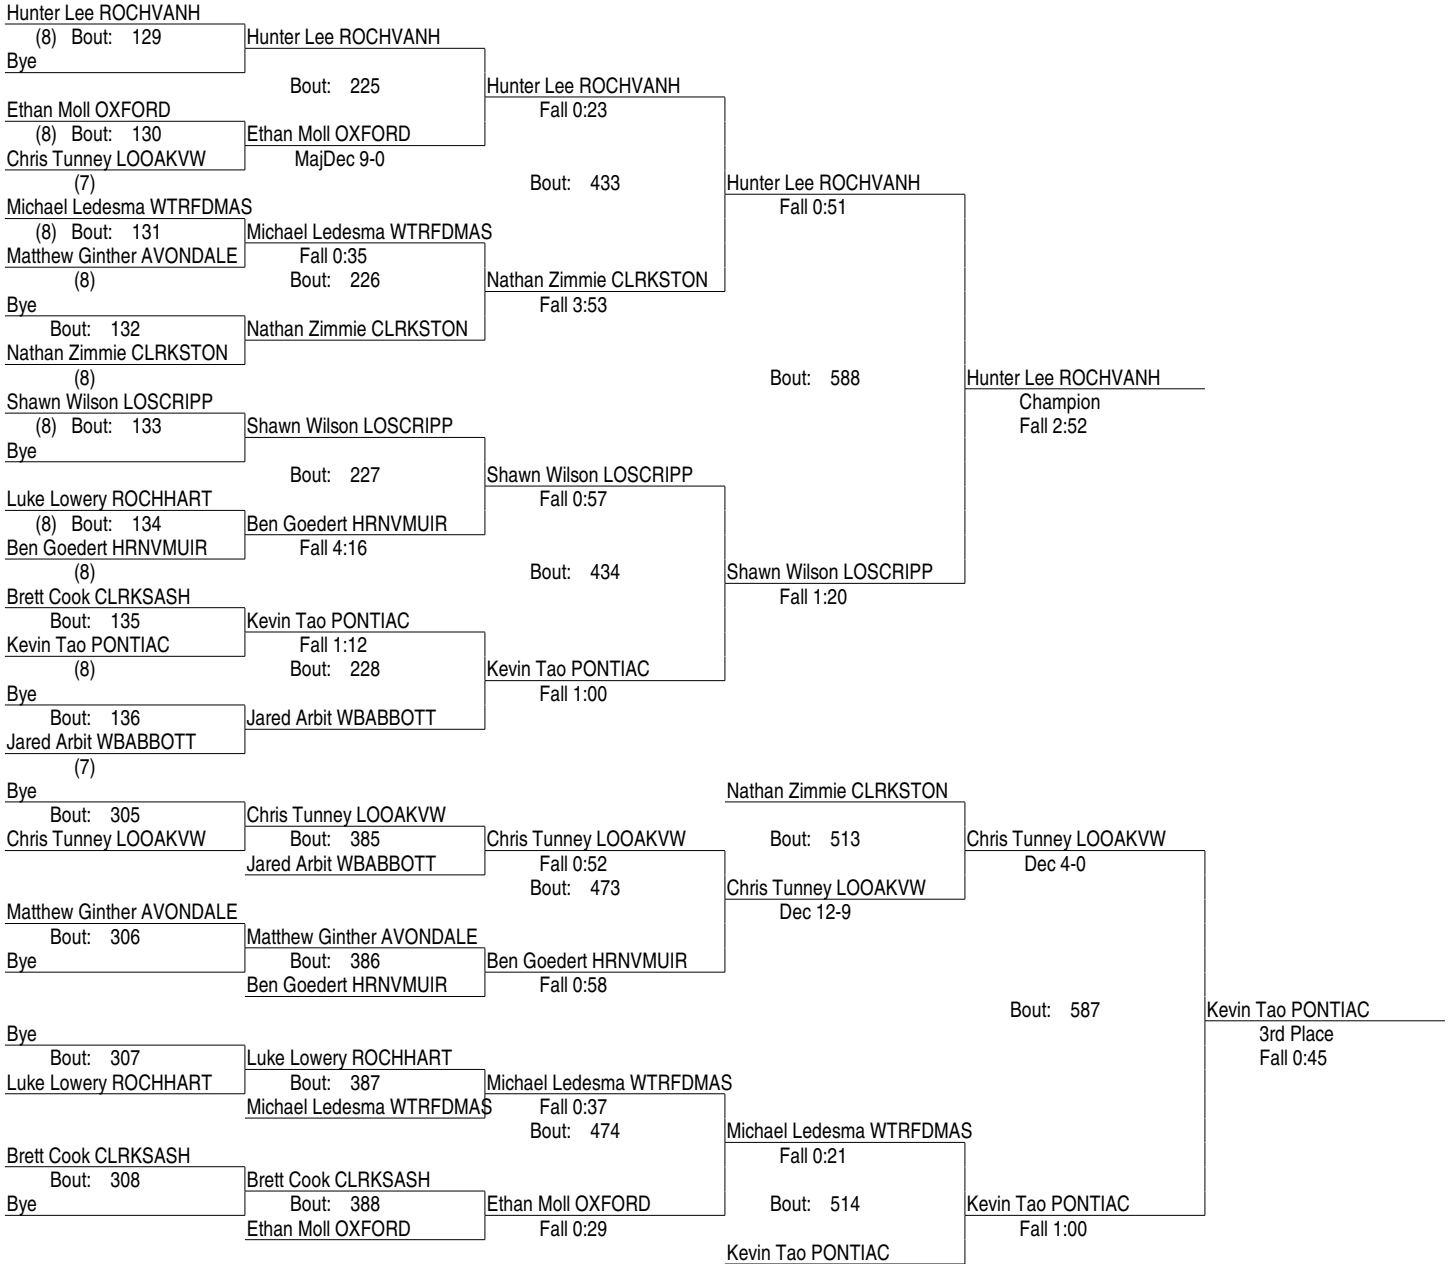 Hunter Lee ROCHVANH
(8) Bout: 129 Hunter Lee ROCHVANH
Bye
Bout: 225 Hunter Lee ROCHVANH
Ethan Moll OXFORD Fall 0:23
(8) Bout: 130 Ethan Moll OXFORD
Chris Tunney LOOAKVW MajDec 9-0
(7) Bout: 433 Hunter Lee ROCHVANH
Michael Ledesma WTRFDMAS Fall 0:51
(8) Bout: 131 Michael Ledesma WTRFDMAS
Matthew Ginther AVONDALE Fall 0:35
(8) Bout: 226 Nathan Zimmie CLRKSTON
Bye Fall 3:53
Bout: 132 Nathan Zimmie CLRKSTON
Nathan Zimmie CLRKSTON
(8) Bout: 588 Hunter Lee ROCHVANH
Shawn Wilson LOSCRIPP Champion
(8) Bout: 133 Shawn Wilson LOSCRIPP Fall 2:52
Bye
Bout: 227 Shawn Wilson LOSCRIPP
Luke Lowery ROCHHART Fall 0:57
(8) Bout: 134 Ben Goedert HRNVMUIR
Ben Goedert HRNVMUIR Fall 4:16
(8) Bout: 434 Shawn Wilson LOSCRIPP
Brett Cook CLRKSASH Fall 1:20
Bout: 135 Kevin Tao PONTIAC
Kevin Tao PONTIAC Fall 1:12
(8) Bout: 228 Kevin Tao PONTIAC
Bye Fall 1:00
Bout: 136 Jared Arbit WBABBOTT
Jared Arbit WBABBOTT
(7)
Bye Nathan Zimmie CLRKSTON
Bout: 305 Chris Tunney LOOAKVW
Chris Tunney LOOAKVW Bout: 385 Chris Tunney LOOAKVW Bout: 513 Chris Tunney LOOAKVW
Jared Arbit WBABBOTT Fall 0:52 Dec 4-0
Bout: 473 Chris Tunney LOOAKVW
Matthew Ginther AVONDALE Dec 12-9
Bout: 306 Matthew Ginther AVONDALE
Bye Bout: 386 Ben Goedert HRNVMUIR
Ben Goedert HRNVMUIR Fall 0:58
Bout: 587 Kevin Tao PONTIAC
Bye 3rd Place
Bout: 307 Luke Lowery ROCHHART Fall 0:45
Luke Lowery ROCHHART Bout: 387 Michael Ledesma WTRFDMAS
Michael Ledesma WTRFDMAS Fall 0:37
Bout: 474 Michael Ledesma WTRFDMAS
Brett Cook CLRKSASH Fall 0:21
Bout: 308 Brett Cook CLRKSASH
Bye Bout: 388 Ethan Moll OXFORD Bout: 514 Kevin Tao PONTIAC
Ethan Moll OXFORD Fall 0:29 Fall 1:00
Kevin Tao PONTIAC